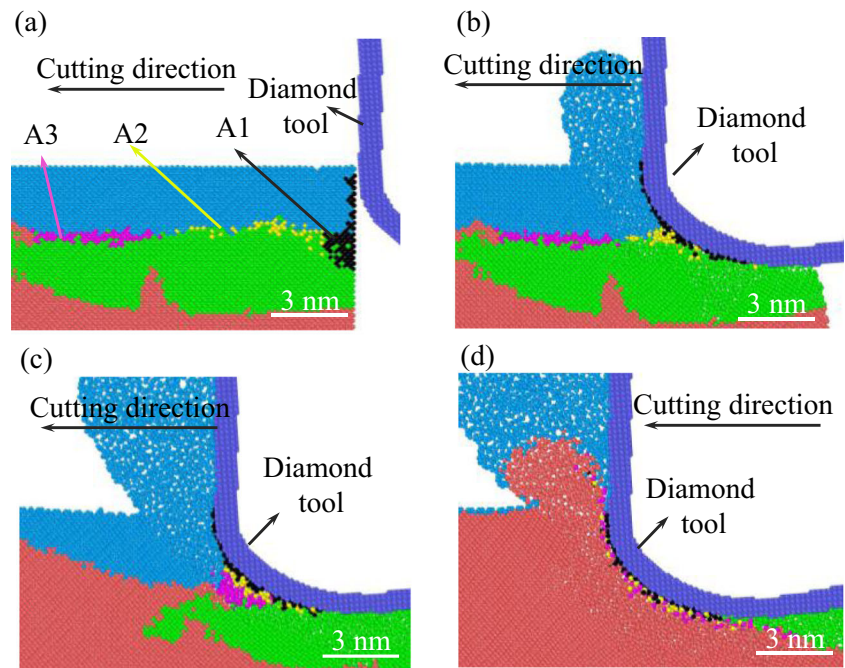 (a)
Cutting direction
Diamond
tool
A3
A2
A1
3 nm
(b)
Cutting direction
Diamond
tool
3 nm
(c)
Cutting direction
Diamond
tool
3 nm
(d)
Cutting direction
Diamond
tool
3 nm